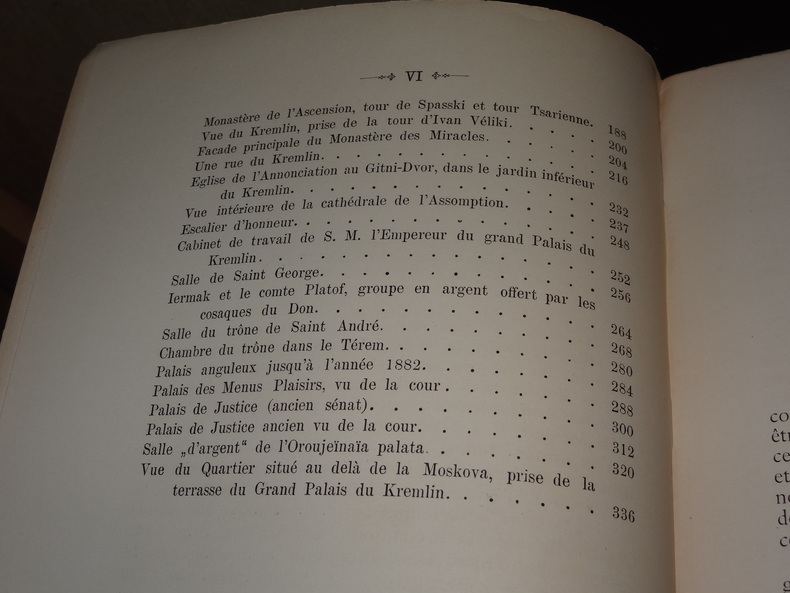 VI
Monastère de l'Ascension, tour de Spasski et tour Tsarienne. 188
Vue du Kremlin, prise de la tour d'Ivan Véliki. . . . . 200
Facade principale du Monastère des Miracles. . . . . 204
Une rue du Kremlin. . . . . . . . . . . . 216
Eglise de l'Annonciation au Gitni-Dvor, dans le jardin inférieur
du Kremlin. . . . . . . . . . . . . 232
Vue intérieure de la cathédrale de l'Assomption. . . . . 237
Escalier d'honneur. . . . . . . . . . . . 248
Cabinet de travail de S. M. l'Empereur du grand Palais du
Kremlin. . . . . . . . . . . . . 252
Salle de Saint George. . . . . . . . . . . 256
Iermak et le comte Platof, groupe en argent offert par les
cosaques du Don. . . . . . . . . . . 264
Salle du trône de Saint André. . . . . . . . . 268
Chambre du trône dans le Térem. . . . . . . . . 280
Palais anguleux jusqu'à l'année 1882. . . . . . . 284
Palais des Menus Plaisirs, vu de la cour . . . . . . 288
Palais de Justice (ancien sénat). . . . . . . . . 300
Palais de Justice ancien vu de la cour. . . . . . . 312
Salle „d'argent“ de l'Oroujeïnaïa palata. . . . . . . 320
Vue du Quartier situé au delà de la Moskova, prise de la
terrasse du Grand Palais du Kremlin. . . . . . . 336
co
êt
ce
et
no
de
c